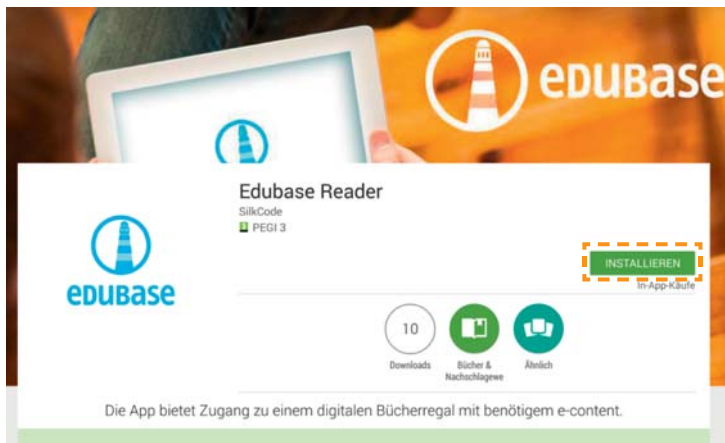 eDUBase
Edubase Reader
SilkCode
PEGI 3
INSTALLIEREN
In-App-Käufe
eDUBase
10
Downloads
Bücher &
Nachschlagewe
Ähnlich
Die App bietet Zugang zu einem digitalen Bücherregal mit benötigem e-content.